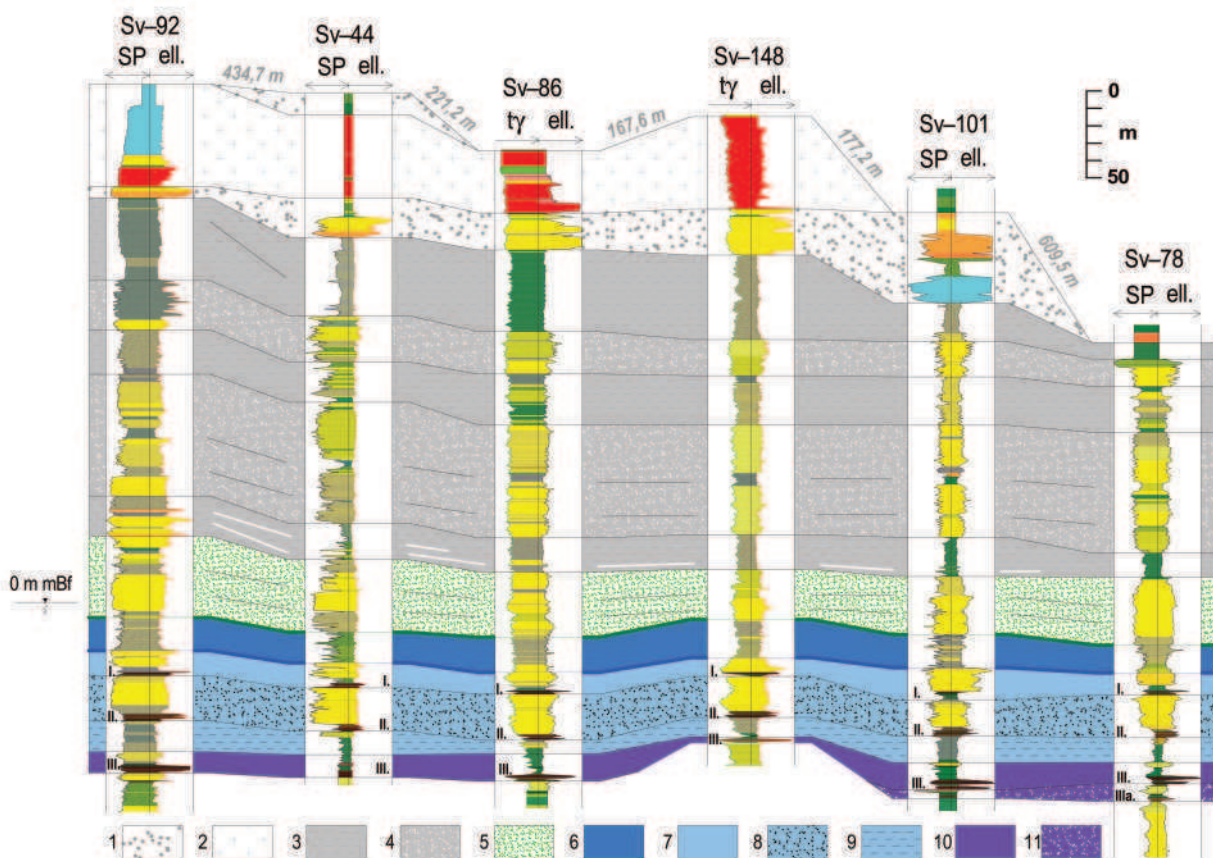 Sv–92
SP ell.
Sv–44
SP ell.
Sv–86
tγ ell.
Sv–148
tγ ell.
Sv–101
SP ell.
Sv–78
SP ell.
434,7 m
221,2 m
167,6 m
177,2 m
609,5 m
0
m
50
0 m mBf
I.
II.
III.
I.
II.
III.
I.
II.
III.
I.
II.
III.
I.
II.
III.
I.
II.
III.
IIIa.
1 2 3 4 5 6 7 8 9 10 11